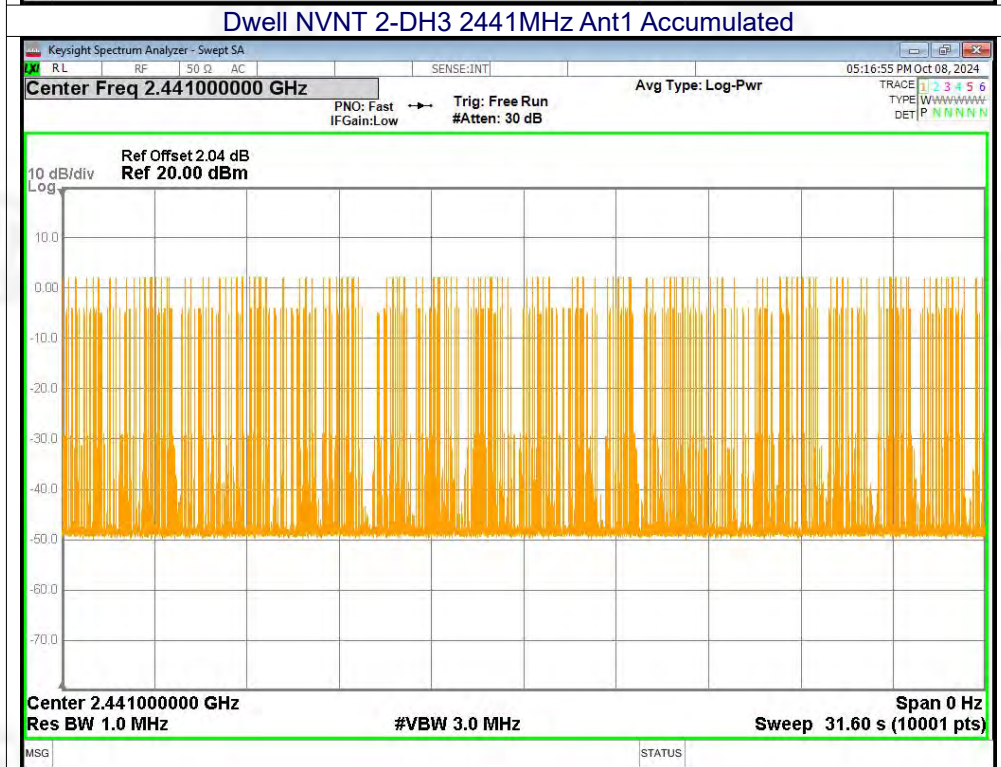 Dwell NVNT 2-DH3 2441MHz Ant1 Accumulated
Keysight Spectrum Analyzer - Swept SA
LXI RL RF 50 Ω AC SENSE:INT 05:16:55 PM Oct 08, 2024
Center Freq 2.441000000 GHz Avg Type: Log-Pwr TRACE 1 2 3 4 5 6
PNO: Fast Trig: Free Run TYPE WWWWWW
IFGain:Low #Atten: 30 dB DET P N N N N N
Ref Offset 2.04 dB
10 dB/div Ref 20.00 dBm
Log
10.0
0.00
-10.0
-20.0
-30.0
-40.0
-50.0
-60.0
-70.0
Center 2.441000000 GHz Span 0 Hz
Res BW 1.0 MHz #VBW 3.0 MHz Sweep 31.60 s (10001 pts)
MSG STATUS